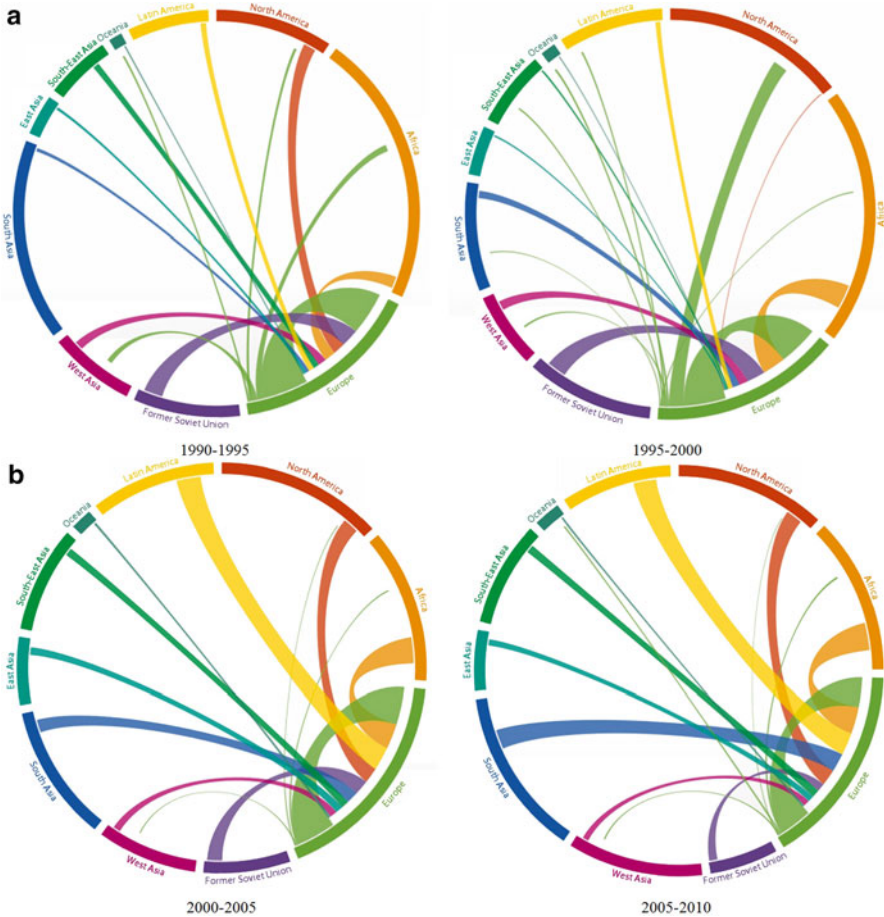 a
Latin America
North America
Oceania
South-East Asia
East Asia
South Asia
West Asia
Former Soviet Union
Europe
Africa
1990-1995
Latin America
North America
Oceania
South-East Asia
East Asia
South Asia
West Asia
Former Soviet Union
Europe
Africa
1995-2000
b
Latin America
North America
Oceania
South-East Asia
East Asia
South Asia
West Asia
Former Soviet Union
Europe
Africa
2000-2005
Latin America
North America
Oceania
South-East Asia
East Asia
South Asia
West Asia
Former Soviet Union
Europe
Africa
2005-2010